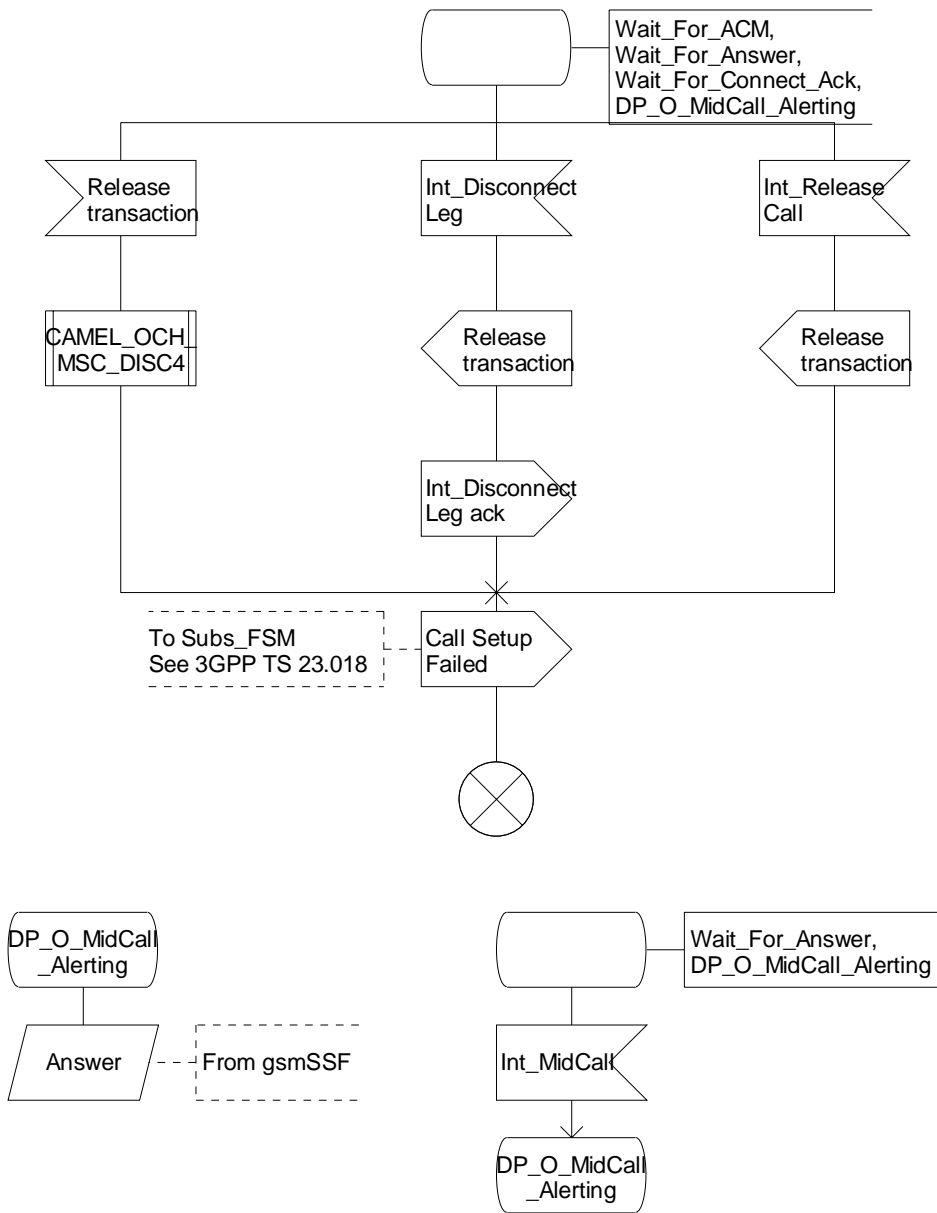 Wait_For_ACM,
Wait_For_Answer,
Wait_For_Connect_Ack,
DP_O_MidCall_Alerting
Release
transaction
Int_Disconnect
Leg
Int_Release
Call
CAMEL_OCH_
MSC_DISC4
Release
transaction
Release
transaction
Int_Disconnect
Leg ack
To Subs_FSM
See 3GPP TS 23.018
Call Setup
Failed
DP_O_MidCall
_Alerting
Wait_For_Answer,
DP_O_MidCall_Alerting
Answer
From gsmSSF
Int_MidCall
DP_O_MidCall
_Alerting